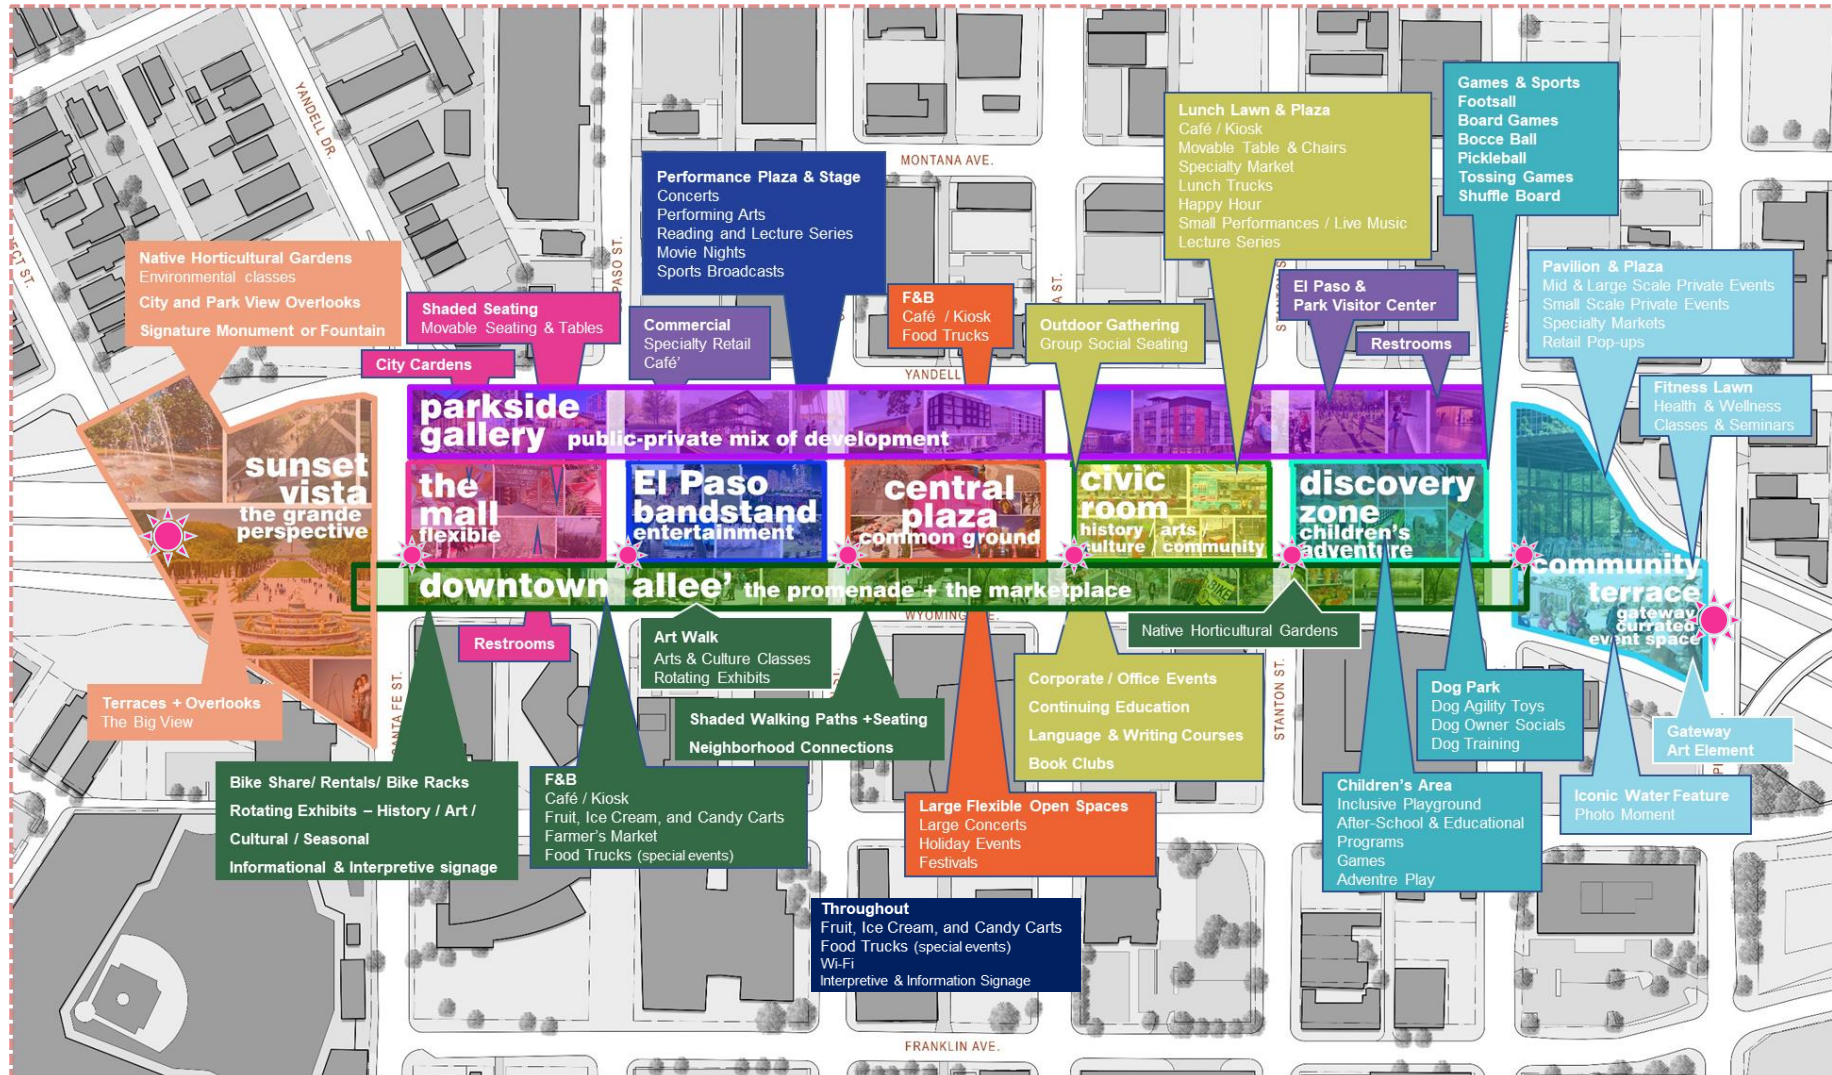 YANDELL DR.
MONTANA AVE.
Games & Sports
Footsall
Board Games
Bocce Ball
Pickleball
Tossing Games
Shuffle Board
Lunch Lawn & Plaza
Café / Kiosk
Movable Table & Chairs
Specialty Market
Lunch Trucks
Happy Hour
Small Performances / Live Music
Lecture Series
Performance Plaza & Stage
Concerts
Performing Arts
Reading and Lecture Series
Movie Nights
Sports Broadcasts
Native Horticultural Gardens
Environmental classes
City and Park View Overlooks
Signature Monument or Fountain
ECT ST.
PASO ST.
Shaded Seating
Movable Seating & Tables
City Cardens
Commercial
Specialty Retail
Café'
F&B
Café / Kiosk
Food Trucks
A ST.
Outdoor Gathering
Group Social Seating
El Paso &
Park Visitor Center
Restrooms
Pavilion & Plaza
Mid & Large Scale Private Events
Small Scale Private Events
Specialty Markets
Retail Pop-ups
Fitness Lawn
Health & Wellness
Classes & Seminars
YANDELL
parkside
gallery public-private mix of development
sunset
vista
the grande
perspective
the
mall
flexible
El Paso
bandstand
entertainment
central
plaza
common ground
civic
room
history / arts /
culture / community
discovery
zone
children's
adventure
community
terrace
gateway
currated
event space
downtown allee' the promenade + the marketplace
WYOMING AVE.
Restrooms
Art Walk
Arts & Culture Classes
Rotating Exhibits
Native Horticultural Gardens
Terraces + Overlooks
The Big View
SANTA FE ST.
Shaded Walking Paths +Seating
Neighborhood Connections
Corporate / Office Events
Continuing Education
Language & Writing Courses
Book Clubs
STANTON ST.
Dog Park
Dog Agility Toys
Dog Owner Socials
Dog Training
Gateway
Art Element
Bike Share/ Rentals/ Bike Racks
Rotating Exhibits – History / Art /
Cultural / Seasonal
Informational & Interpretive signage
F&B
Café / Kiosk
Fruit, Ice Cream, and Candy Carts
Farmer's Market
Food Trucks (special events)
Large Flexible Open Spaces
Large Concerts
Holiday Events
Festivals
Children's Area
Inclusive Playground
After-School & Educational
Programs
Games
Adventre Play
Iconic Water Feature
Photo Moment
Throughout
Fruit, Ice Cream, and Candy Carts
Food Trucks (special events)
Wi-Fi
Interpretive & Information Signage
FRANKLIN AVE.